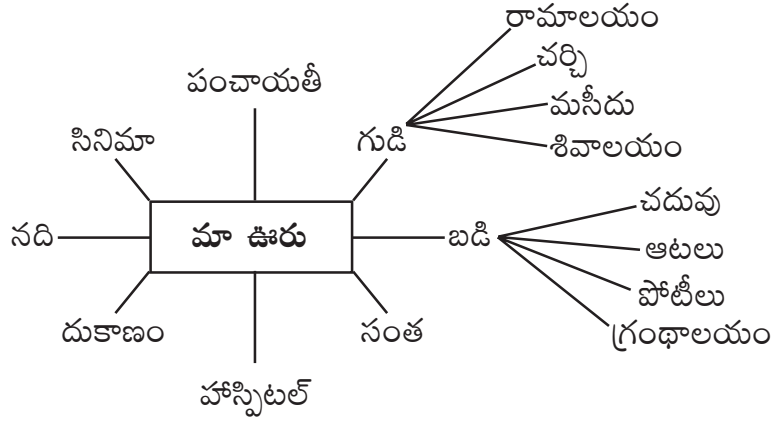 రామాలయం
చర్చి
పంచాయతీ
మసీదు
సినిమా
గుడి
శివాలయం
చదువు
నది
మా ఊరు
బడి
ఆటలు
పోటీలు
దుకాణం
సంత
గ్రంథాలయం
హాస్పిటల్